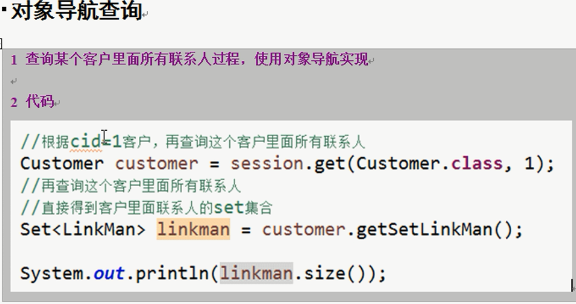 对象导航查询
1 查询某个客户里面所有联系人过程，使用对象导航实现
2 代码
//根据cid=1客户，再查询这个客户里面所有联系人
Customer customer = session.get(Customer.class, 1);
//再查询这个客户里面所有联系人
//直接得到客户里面联系人的set集合
Set<LinkMan> linkman = customer.getSetLinkMan();
System.out.println(linkman.size());